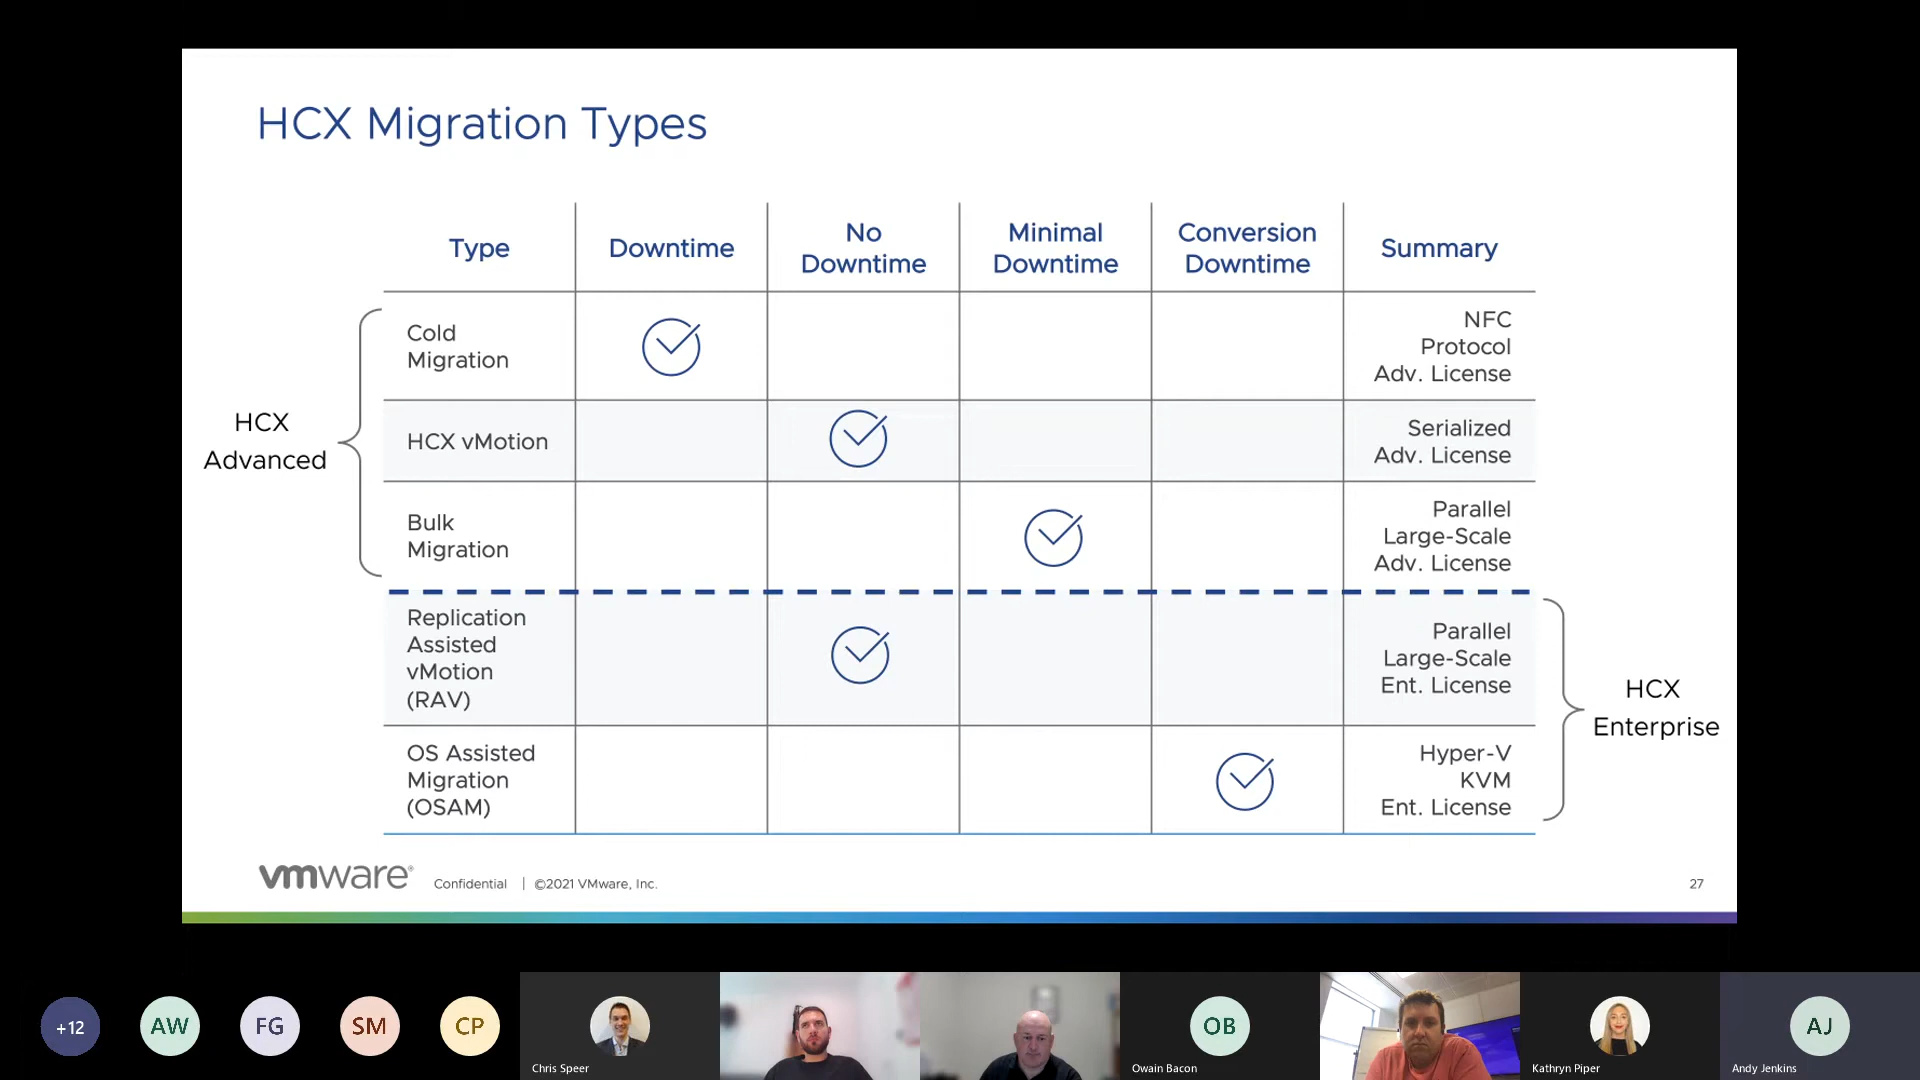 HCX Migration Types
Type
Downtime
No
Downtime
Minimal
Downtime
Conversion
Downtime
Summary
HCX
Advanced
Cold
Migration
NFC
Protocol
Adv. License
HCX vMotion
Serialized
Adv. License
Bulk
Migration
Parallel
Large-Scale
Adv. License
Replication
Assisted
vMotion
(RAV)
Parallel
Large-Scale
Ent. License
HCX
Enterprise
OS Assisted
Migration
(OSAM)
Hyper-V
KVM
Ent. License
vmware®
Confidential | ©2021 VMware, Inc.
27
+12
AW
FG
SM
CP
Chris Speer
OB
Owain Bacon
Kathryn Piper
AJ
Andy Jenkins